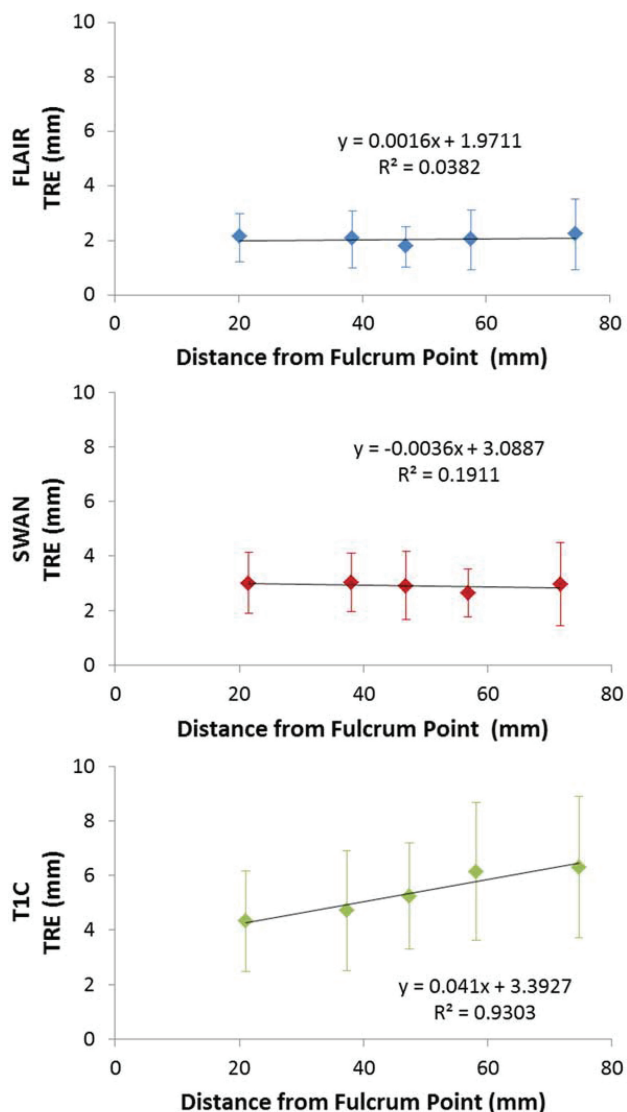 10
8
6
4
2
0
FLAIR
TRE (mm)
y = 0.0016x + 1.9711
R² = 0.0382
0 20 40 60 80
Distance from Fulcrum Point (mm)
10
8
6
4
2
0
SWAN
TRE (mm)
y = -0.0036x + 3.0887
R² = 0.1911
0 20 40 60 80
Distance from Fulcrum Point (mm)
10
8
6
4
2
0
T1C
TRE (mm)
y = 0.041x + 3.3927
R² = 0.9303
0 20 40 60 80
Distance from Fulcrum Point (mm)